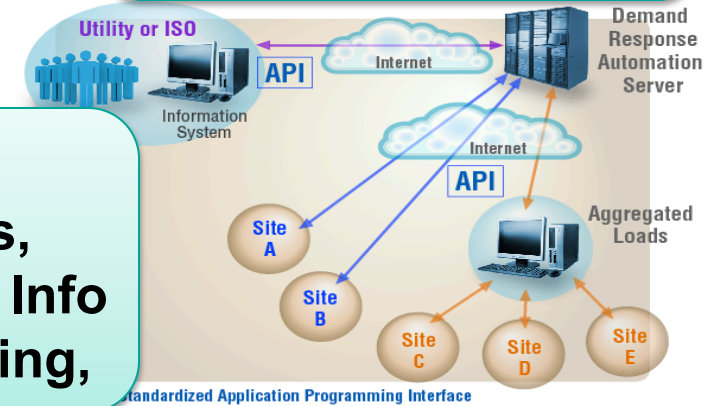 Utility or ISO
API
Internet
Demand
Response
Automation
Server
Information
System
Internet
API
s,
Info
ing,
Site
A
Site
B
Aggregated
Loads
Site
C
Site
D
Site
E
tandardized Application Programming Interface